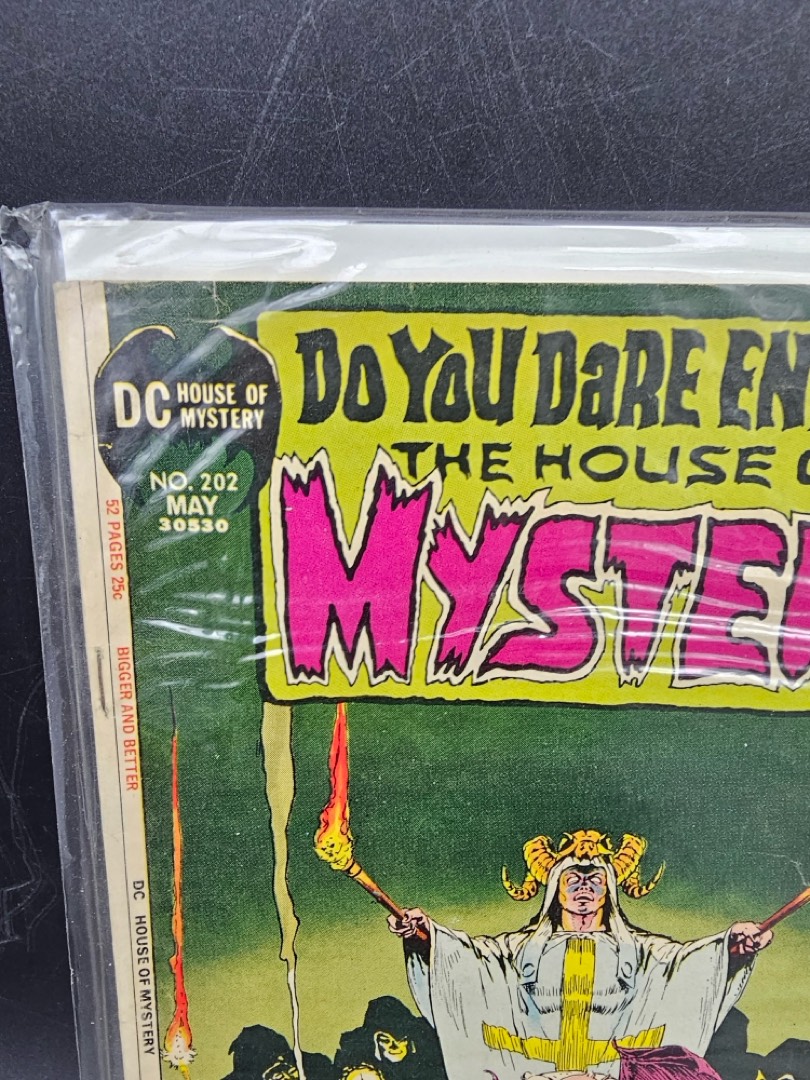 DO YOU DARE EN
THE HOUSE O
MYSTE
DC HOUSE OF
MYSTERY
NO. 202
MAY
30530
52 PAGES 25c
BIGGER AND BETTER
DC HOUSE OF MYSTERY